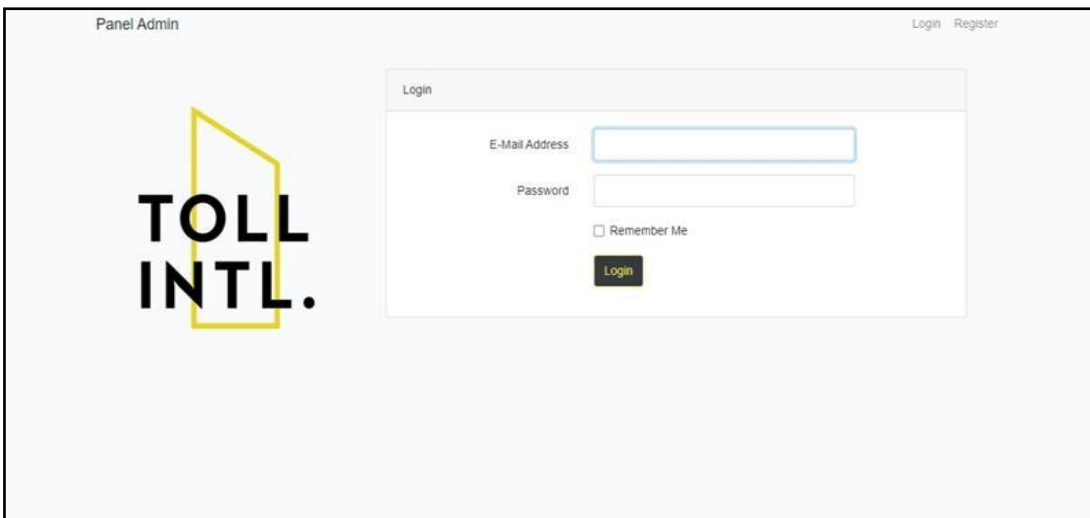 Panel Admin
Login Register
Login
E-Mail Address
Password
Remember Me
Login
TOLL
INTL.